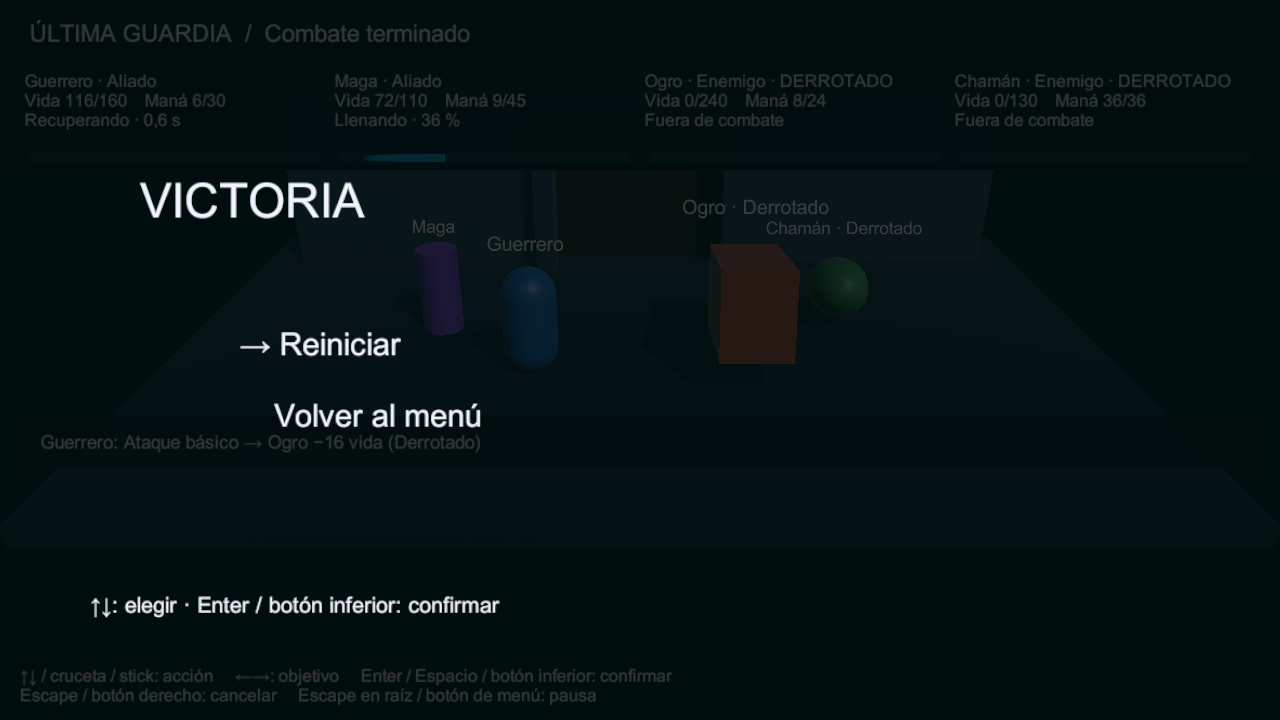 ÚLTIMA GUARDIA / Combate terminado
Guerrero · Aliado
Vida 116/160 Maná 6/30
Recuperando · 0,6 s
Maga · Aliado
Vida 72/110 Maná 9/45
Llenando · 36 %
Ogro · Enemigo · DERROTADO
Vida 0/240 Maná 8/24
Fuera de combate
Chamán · Enemigo · DERROTADO
Vida 0/130 Maná 36/36
Fuera de combate
VICTORIA
Maga
Guerrero
Ogro · Derrotado
Chamán · Derrotado
→ Reiniciar
Volver al menú
Guerrero: Ataque básico → Ogro −16 vida (Derrotado)
↑↓: elegir · Enter / botón inferior: confirmar
↑↓ / cruceta / stick: acción ←→: objetivo Enter / Espacio / botón inferior: confirmar
Escape / botón derecho: cancelar Escape en raíz / botón de menú: pausa